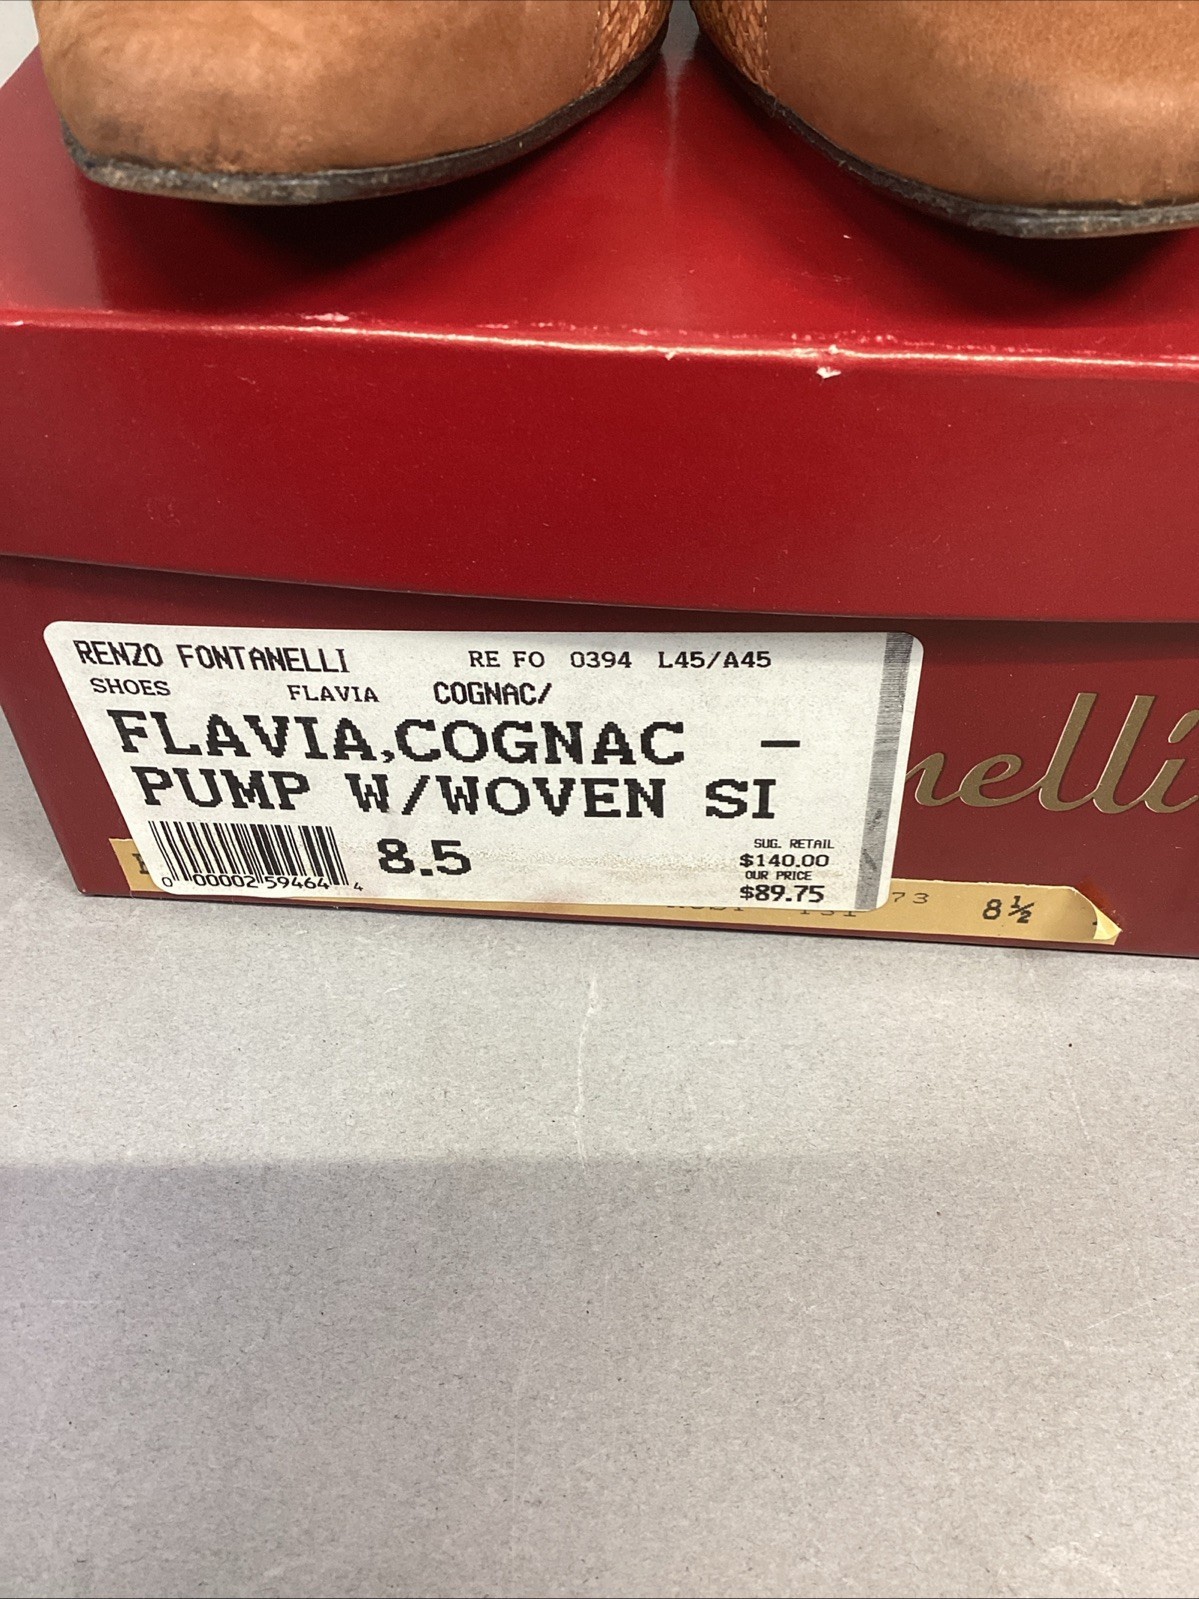 RENZO FONTANELLI RE FO 0394 L45/A45
SHOES FLAVIA COGNAC/
FLAVIA,COGNAC -
PUMP W/WOVEN SI
8.5
SUG. RETAIL
$140.00
OUR PRICE
$89.75
0 00002 59464 4
nelli
73 8½